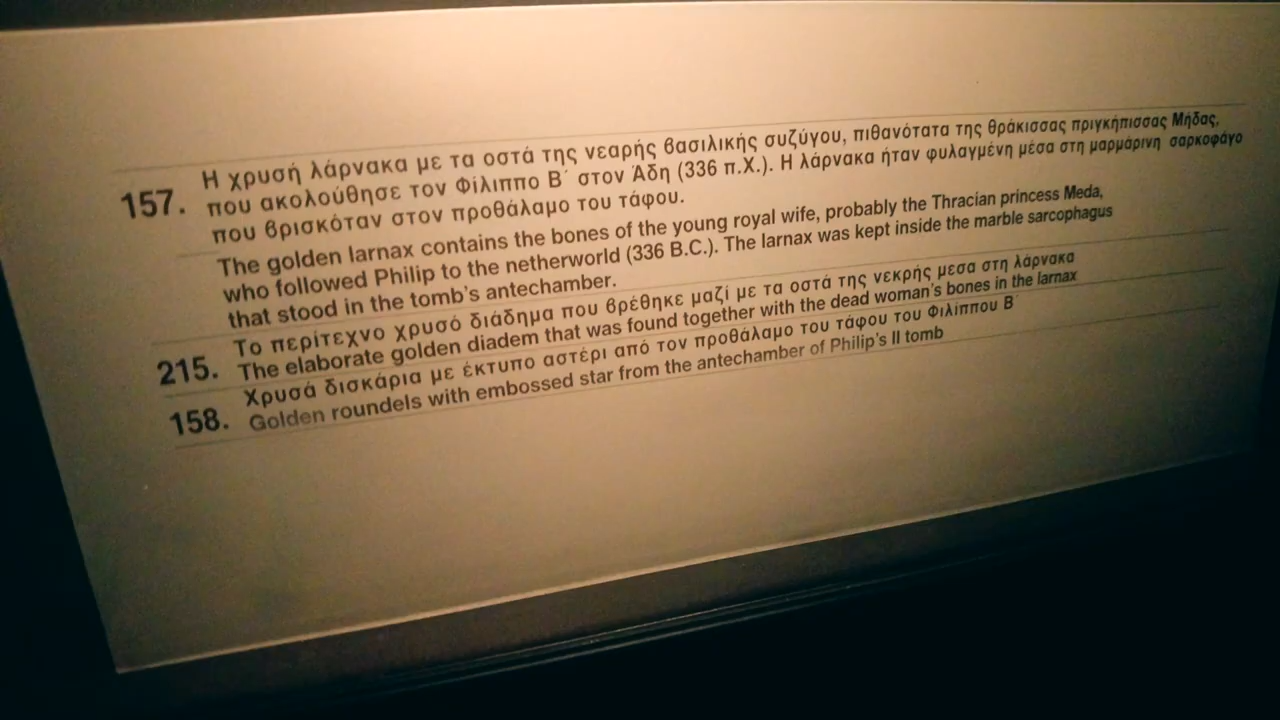 157. Η χρυσή λάρνακα με τα οστά της νεαρής βασιλικής συζύγου, πιθανότατα της θράκισσας πριγκήπισσας Μήδας,
που ακολούθησε τον Φίλιππο Β΄ στον Άδη (336 π.Χ.). Η λάρνακα ήταν φυλαγμένη μέσα στη μαρμάρινη σαρκοφάγο
που βρισκόταν στον προθάλαμο του τάφου.
The golden larnax contains the bones of the young royal wife, probably the Thracian princess Meda,
who followed Philip to the netherworld (336 B.C.). The larnax was kept inside the marble sarcophagus
that stood in the tomb's antechamber.
215. Το περίτεχνο χρυσό διάδημα που βρέθηκε μαζί με τα οστά της νεκρής μεσα στη λάρνακα
The elaborate golden diadem that was found together with the dead woman's bones in the larnax
158. Χρυσά δισκάρια με έκτυπο αστέρι από τον προθάλαμο του τάφου του Φιλίππου Β΄
Golden roundels with embossed star from the antechamber of Philip's II tomb